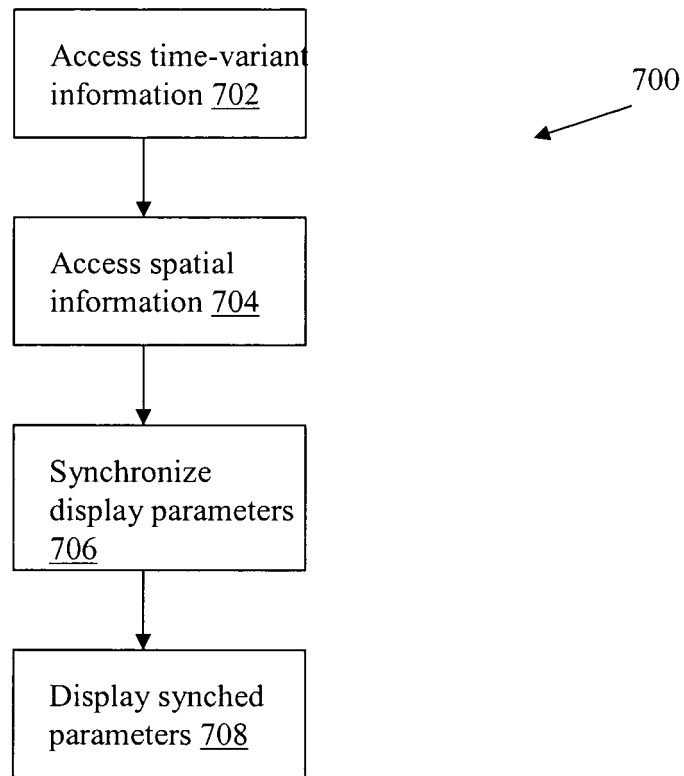 Access time-variant
information 702
700
Access spatial
information 704
Synchronize
display parameters
706
Display synched
parameters 708